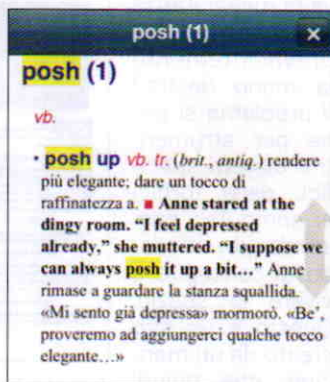 posh (1)
×
posh (1)
vb.
• posh up vb. tr. (brit., antiq.) rendere
più elegante; dare un tocco di
raffinatezza a. ■ Anne stared at the
dingy room. “I feel depressed
already,” she muttered. “I suppose we
can always posh it up a bit…” Anne
rimase a guardare la stanza squallida.
«Mi sento già depressa» mormorò. «Be’,
proveremo ad aggiungerci qualche tocco
elegante…»